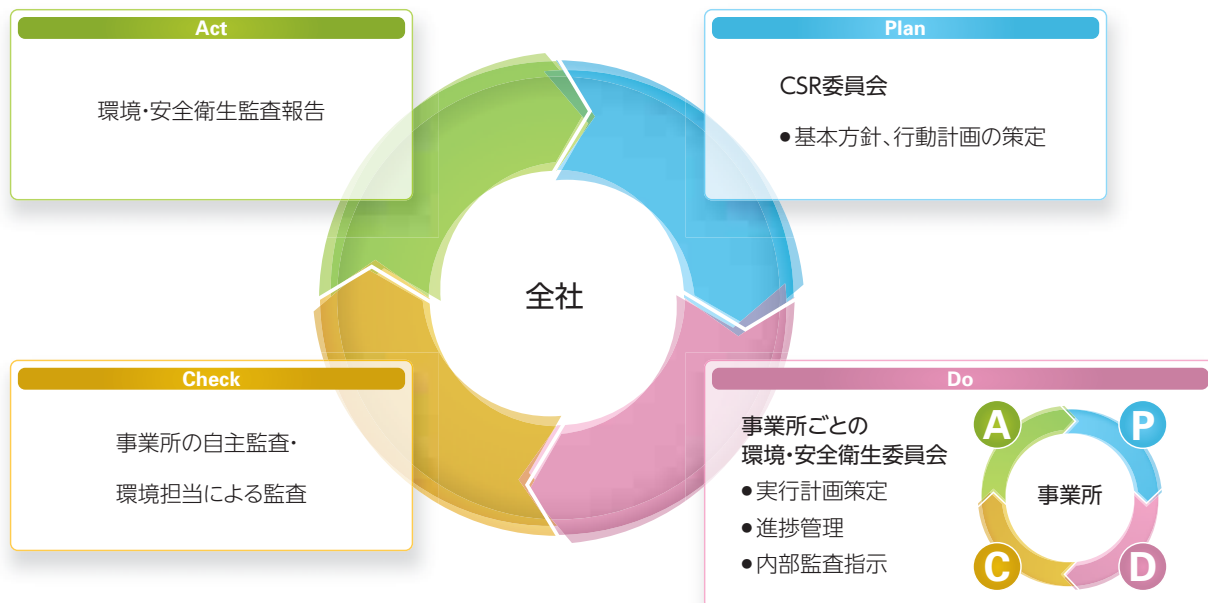 Act
環境・安全衛生監査報告
Plan
CSR委員会
●基本方針、行動計画の策定
全社
Check
事業所の自主監査・
環境担当による監査
Do
事業所ごとの
環境・安全衛生委員会
●実行計画策定
●進捗管理
●内部監査指示
A
P
事業所
C
D